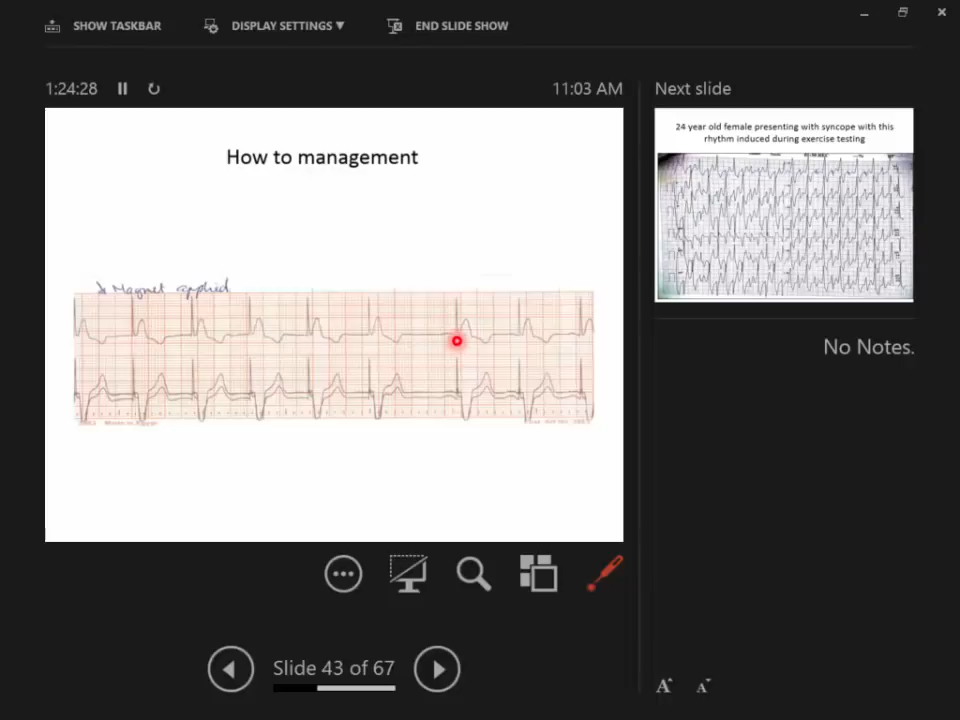 SHOW TASKBAR
DISPLAY SETTINGS ▼
END SLIDE SHOW
1:24:28
11:03 AM
Next slide
How to management
Magnet applied
24 year old female presenting with syncope with this
rhythm induced during exercise testing
No Notes.
Slide 43 of 67
A A